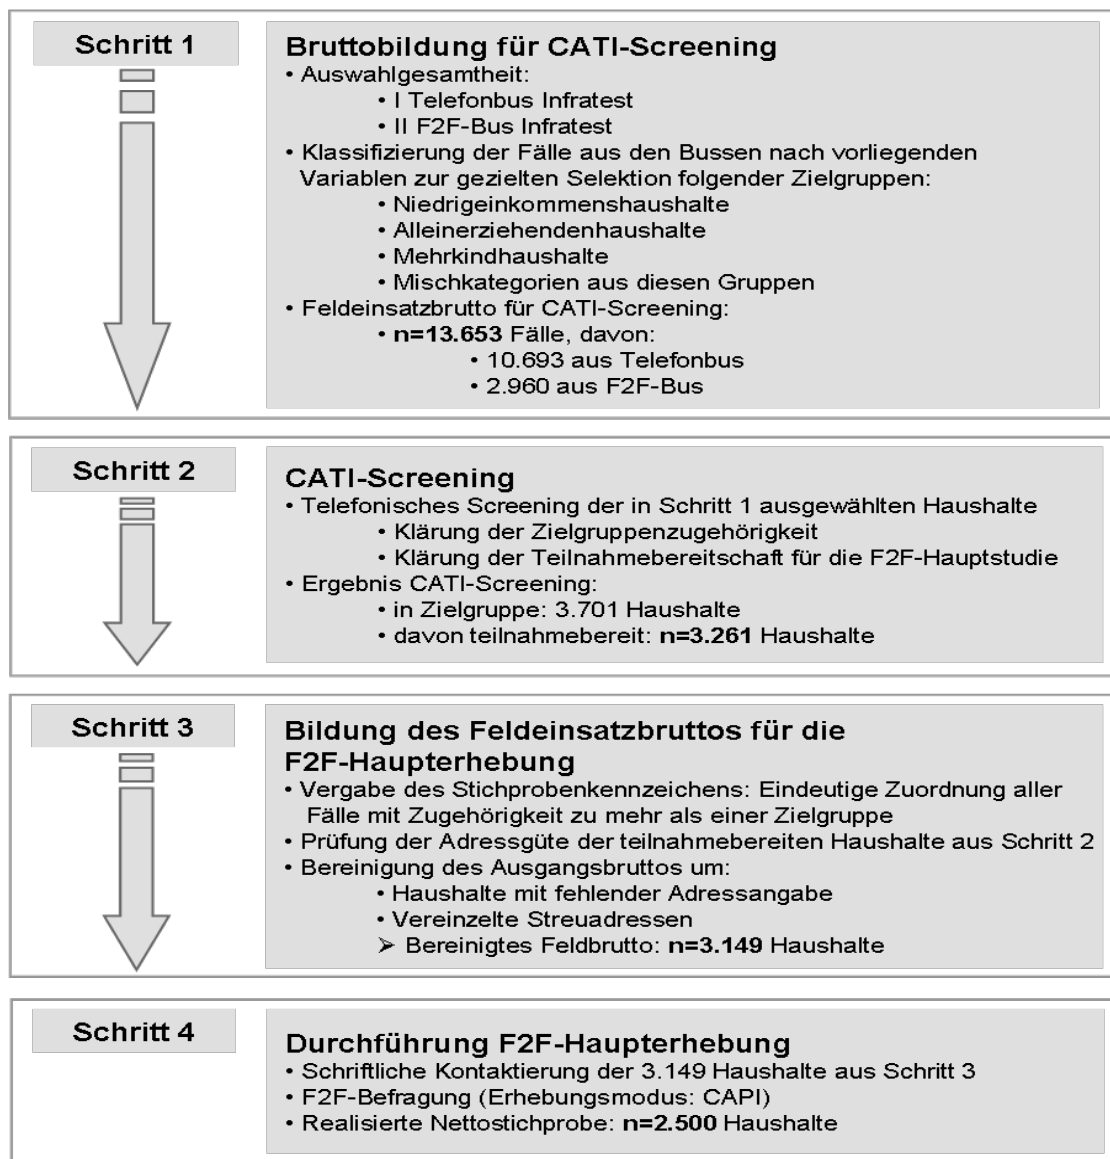 Schritt 1
Bruttobildung für CATI-Screening
• Auswahlgesamtheit:
• I Telefonbus Infratest
• II F2F-Bus Infratest
• Klassifizierung der Fälle aus den Bussen nach vorliegenden
Variablen zur gezielten Selektion folgender Zielgruppen:
• Niedrigeinkommenshaushalte
• Alleinerziehendenhaushalte
• Mehrkindhaushalte
• Mischkategorien aus diesen Gruppen
• Feldeinsatzbrutto für CATI-Screening:
• n=13.653 Fälle, davon:
• 10.693 aus Telefonbus
• 2.960 aus F2F-Bus
Schritt 2
CATI-Screening
• Telefonisches Screening der in Schritt 1 ausgewählten Haushalte
• Klärung der Zielgruppenzugehörigkeit
• Klärung der Teilnahmebereitschaft für die F2F-Hauptstudie
• Ergebnis CATI-Screening:
• in Zielgruppe: 3.701 Haushalte
• davon teilnahmebereit: n=3.261 Haushalte
Schritt 3
Bildung des Feldeinsatzbruttos für die
F2F-Haupterhebung
• Vergabe des Stichprobenkennzeichens: Eindeutige Zuordnung aller
Fälle mit Zugehörigkeit zu mehr als einer Zielgruppe
• Prüfung der Adressgüte der teilnahmebereiten Haushalte aus Schritt 2
• Bereinigung des Ausgangsbruttos um:
• Haushalte mit fehlender Adressangabe
• Vereinzelte Streuadressen
➢ Bereinigtes Feldbrutto: n=3.149 Haushalte
Schritt 4
Durchführung F2F-Haupterhebung
• Schriftliche Kontaktierung der 3.149 Haushalte aus Schritt 3
• F2F-Befragung (Erhebungsmodus: CAPI)
• Realisierte Nettostichprobe: n=2.500 Haushalte